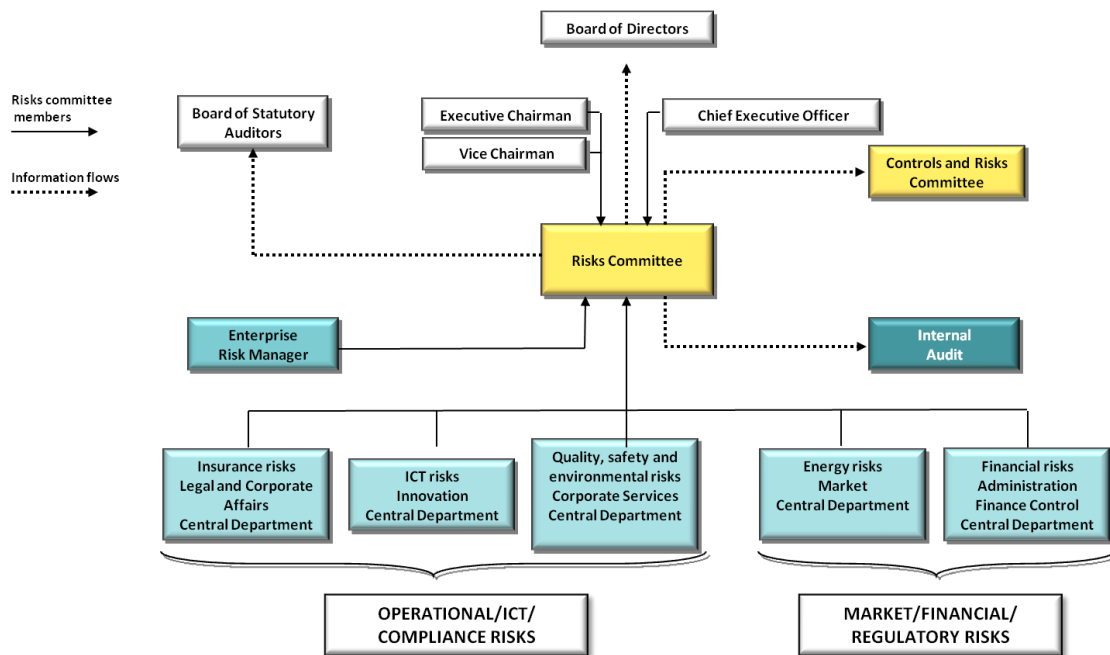 Board of Directors
Risks committee
members
Board of Statutory
Auditors
Executive Chairman
Chief Executive Officer
Vice Chairman
Information flows
Controls and Risks
Committee
Risks Committee
Enterprise
Risk Manager
Internal
Audit
Insurance risks
Legal and Corporate
Affairs
Central Department
ICT risks
Innovation
Central Department
Quality, safety and
environmental risks
Corporate Services
Central Department
Energy risks
Market
Central Department
Financial risks
Administration
Finance Control
Central Department
OPERATIONAL/ICT/
COMPLIANCE RISKS
MARKET/FINANCIAL/
REGULATORY RISKS